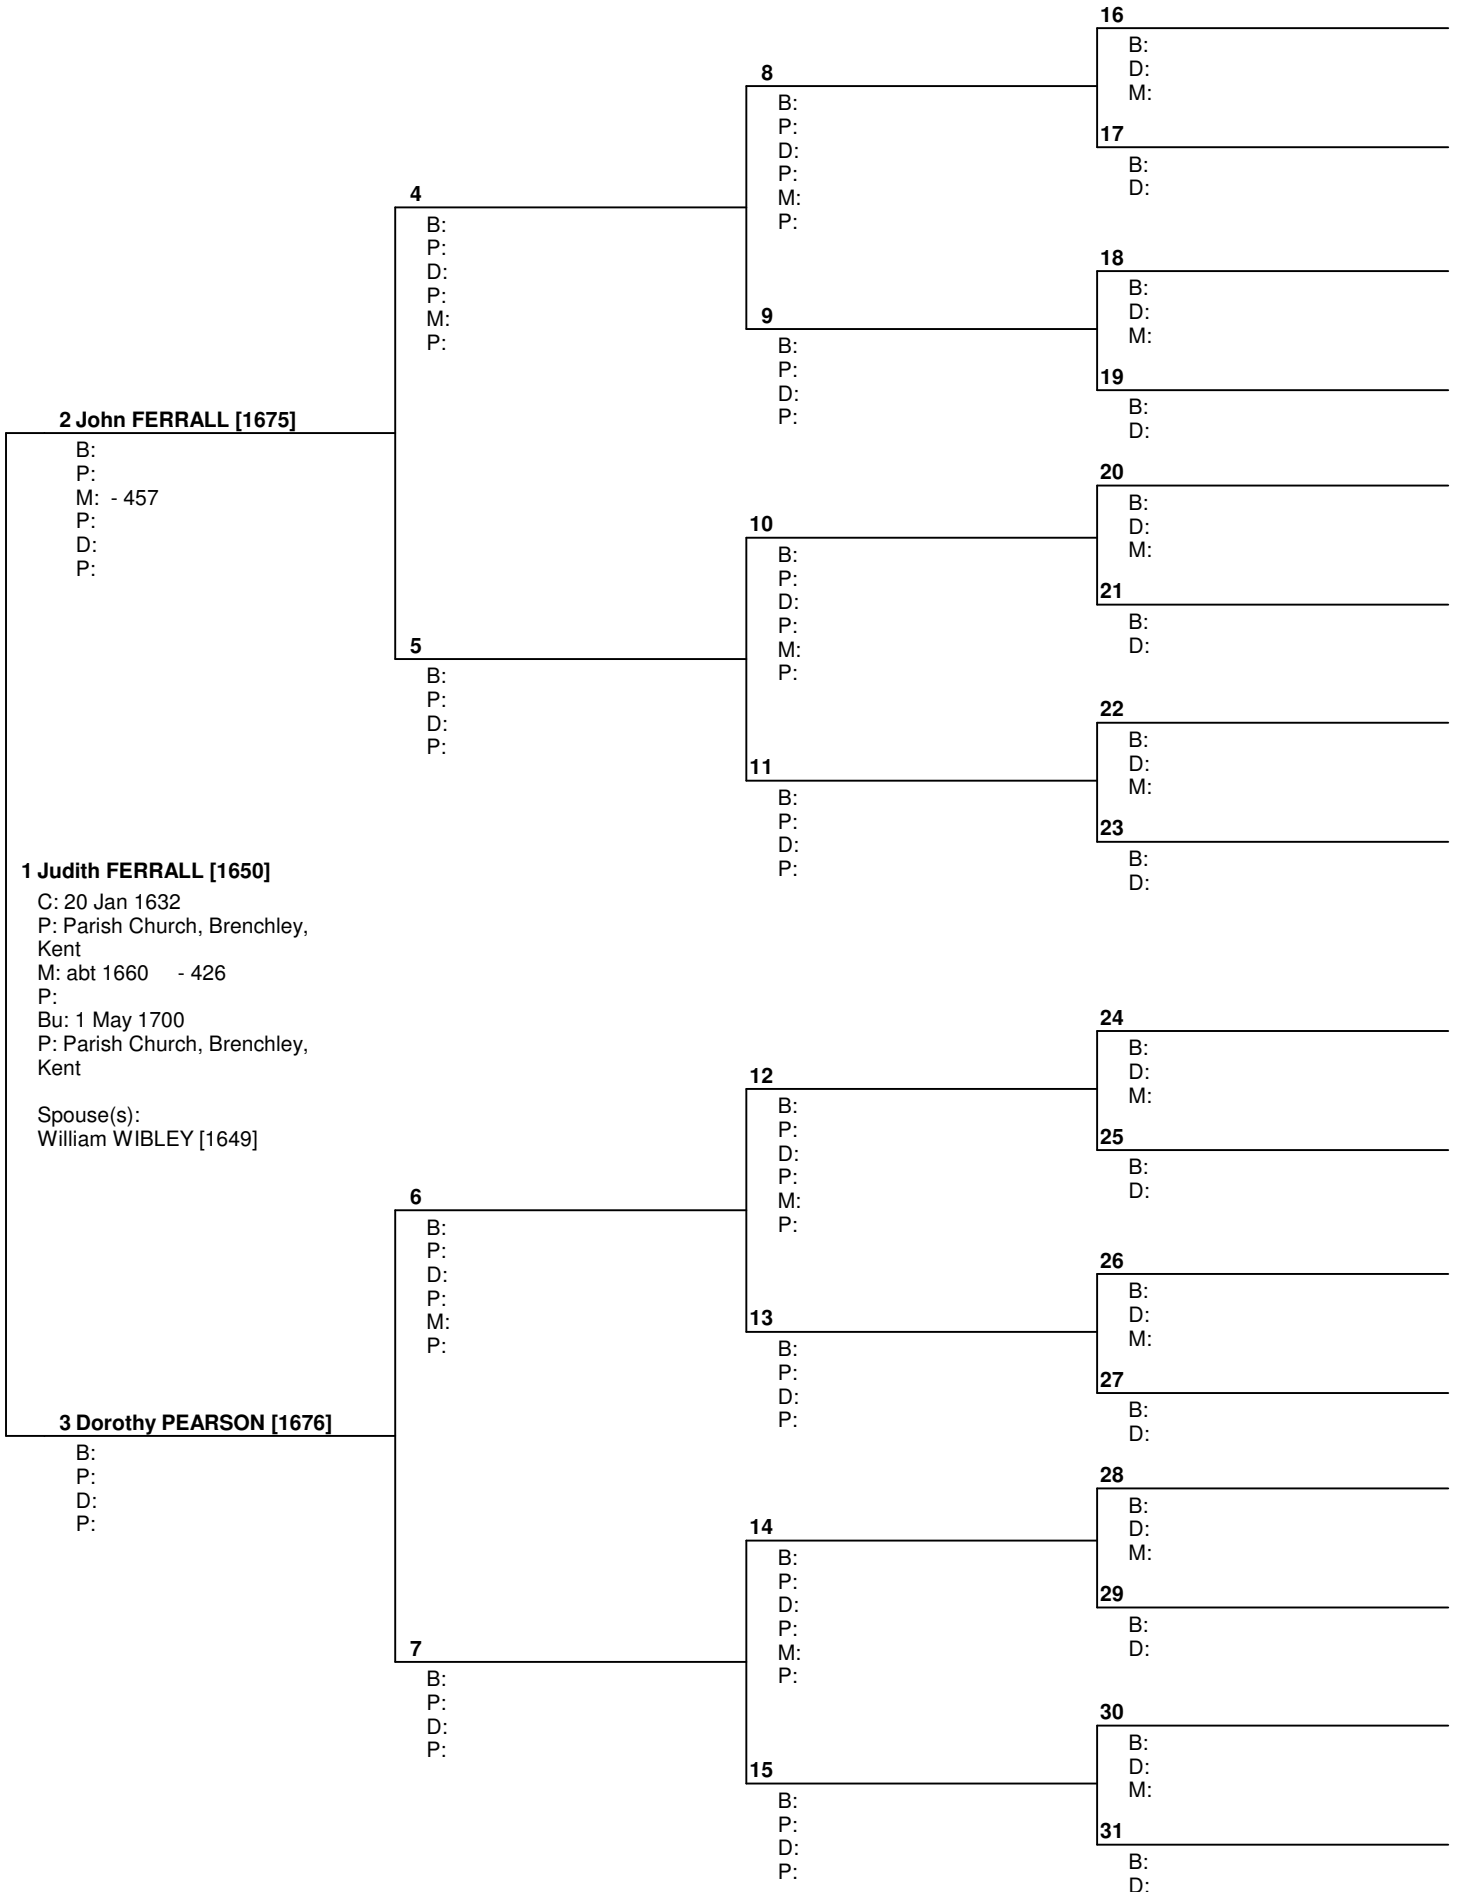 1 Judith FERRALL [1650]
C: 20 Jan 1632
P: Parish Church, Brenchley,
Kent
M: abt 1660 - 426
P:
Bu: 1 May 1700
P: Parish Church, Brenchley,
Kent
Spouse(s):
William WIBLEY [1649]
2 John FERRALL [1675]
B:
P:
M: - 457
P:
D:
P:
3 Dorothy PEARSON [1676]
B:
P:
D:
P:
4
B:
P:
D:
P:
M:
P:
5
B:
P:
D:
P:
6
B:
P:
D:
P:
M:
P:
7
B:
P:
D:
P:
8
B:
P:
D:
P:
M:
P:
9
B:
P:
D:
P:
10
B:
P:
D:
P:
M:
P:
11
B:
P:
D:
P:
12
B:
P:
D:
P:
M:
P:
13
B:
P:
D:
P:
14
B:
P:
D:
P:
M:
P:
15
B:
P:
D:
P:
16
B:
D:
M:
17
B:
D:
18
B:
D:
M:
19
B:
D:
20
B:
D:
M:
21
B:
D:
22
B:
D:
M:
23
B:
D:
24
B:
D:
M:
25
B:
D:
26
B:
D:
M:
27
B:
D:
28
B:
D:
M:
29
B:
D:
30
B:
D:
M:
31
B:
D: